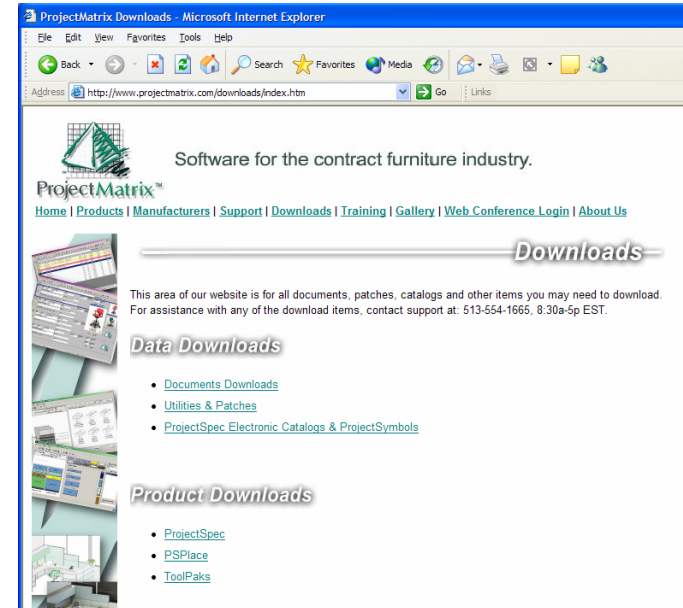 ProjectMatrix Downloads - Microsoft Internet Explorer
File Edit View Favorites Tools Help
Back Search Favorites Media
Address http://www.projectmatrix.com/downloads/index.htm Go Links
Software for the contract furniture industry.
ProjectMatrix™
Home | Products | Manufacturers | Support | Downloads | Training | Gallery | Web Conference Login | About Us
Downloads
This area of our website is for all documents, patches, catalogs and other items you may need to download.
For assistance with any of the download items, contact support at: 513-554-1665, 8:30a-5p EST.
Data Downloads
• Documents Downloads
• Utilities & Patches
• ProjectSpec Electronic Catalogs & ProjectSymbols
Product Downloads
• ProjectSpec
• PSPlace
• ToolPaks